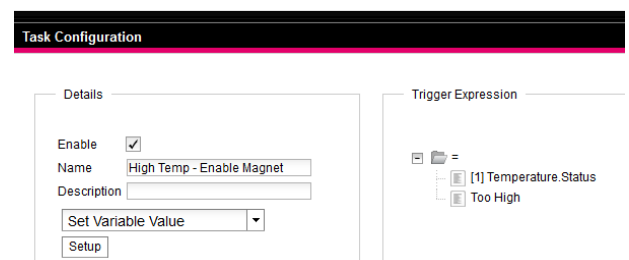 Task Configuration
Details
Enable
Name High Temp - Enable Magnet
Description
Set Variable Value
Setup
Trigger Expression
=
[1] Temperature.Status
Too High